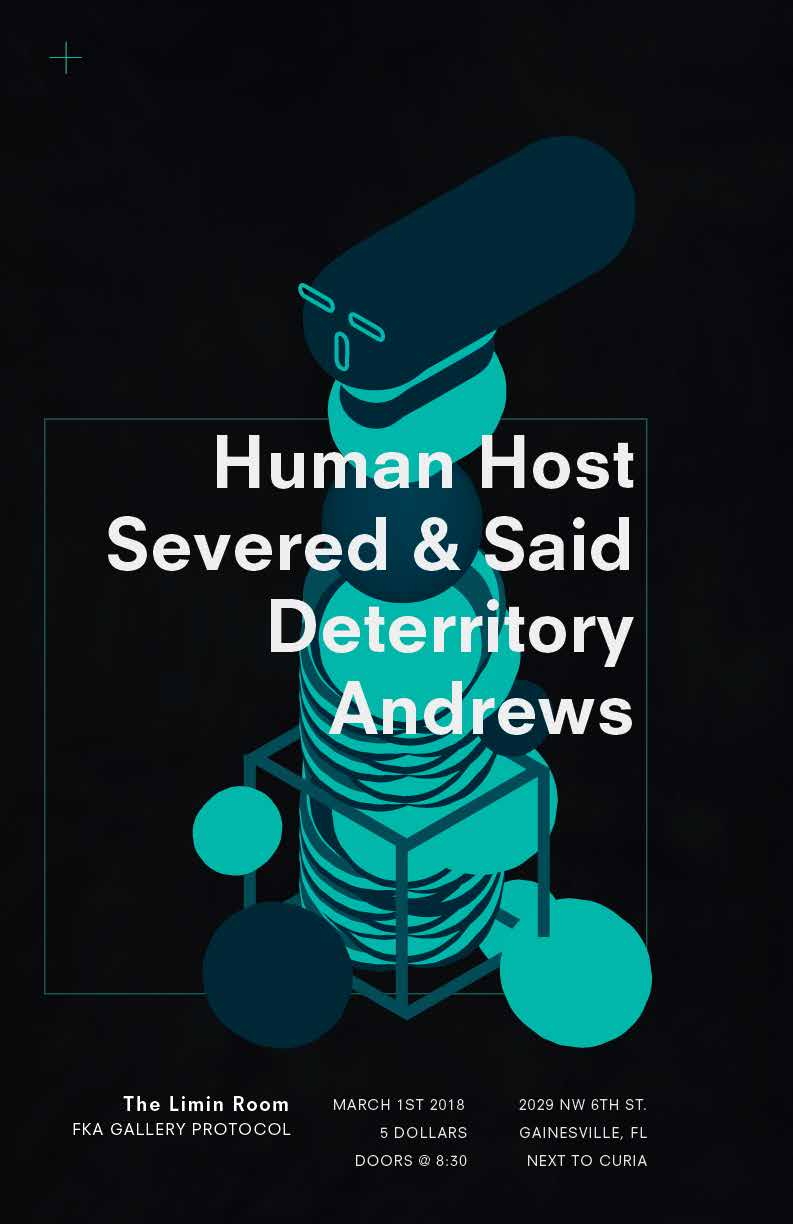 Human Host
Severed & Said
Deterritory
Andrews
The Limin Room
FKA GALLERY PROTOCOL
MARCH 1ST 2018
5 DOLLARS
DOORS @ 8:30
2029 NW 6TH ST.
GAINESVILLE, FL
NEXT TO CURIA